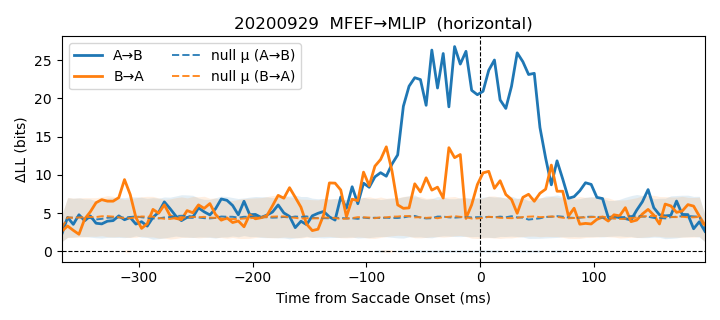 20200929  MFEF→MLIP  (horizontal)
A→B
B→A
null μ (A→B)
null μ (B→A)
ΔLL (bits)
25
20
15
10
5
0
−300
−200
−100
0
100
Time from Saccade Onset (ms)